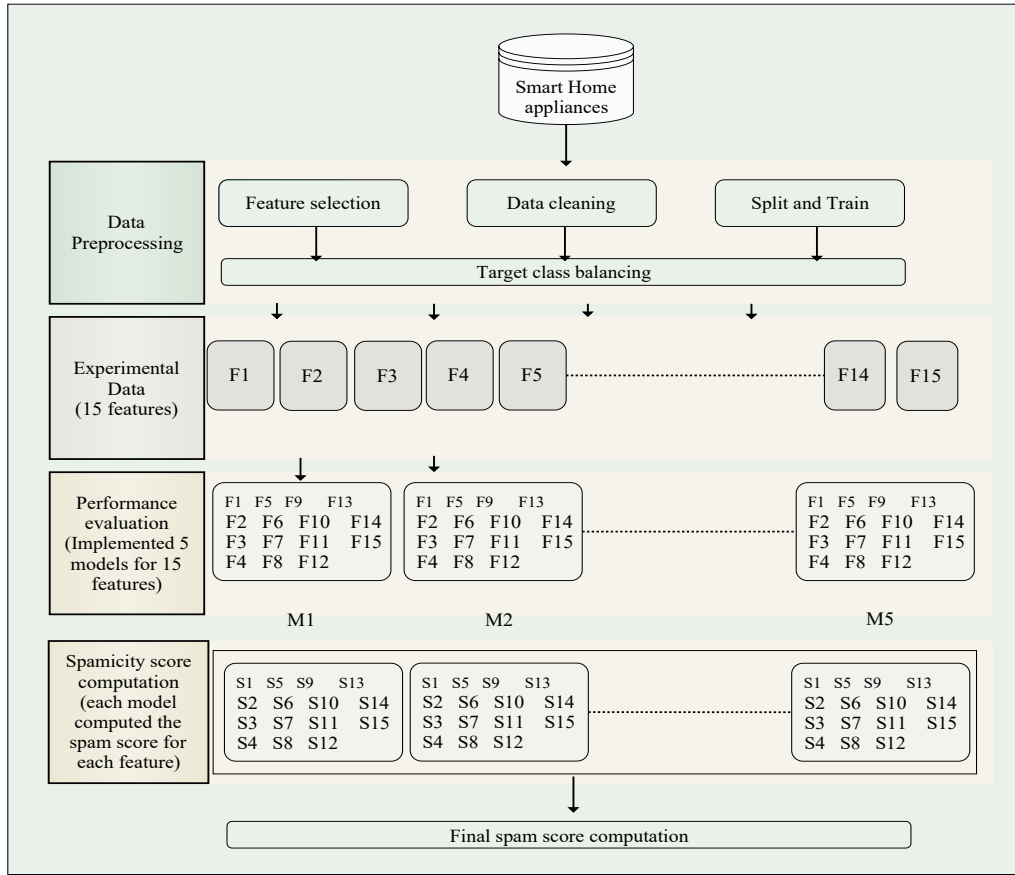 Smart Home
appliances
Data
Preprocessing
Feature selection
Data cleaning
Split and Train
Target class balancing
Experimental
Data
(15 features)
F1
F2
F3
F4
F5
F14
F15
Performance
evaluation
(Implemented 5
models for 15
features)
F1 F5 F9 F13
F2 F6 F10 F14
F3 F7 F11 F15
F4 F8 F12
F1 F5 F9 F13
F2 F6 F10 F14
F3 F7 F11 F15
F4 F8 F12
F1 F5 F9 F13
F2 F6 F10 F14
F3 F7 F11 F15
F4 F8 F12
M1
M2
M5
Spamicity score
computation
(each model
computed the
spam score for
each feature)
S1 S5 S9 S13
S2 S6 S10 S14
S3 S7 S11 S15
S4 S8 S12
S1 S5 S9 S13
S2 S6 S10 S14
S3 S7 S11 S15
S4 S8 S12
S1 S5 S9 S13
S2 S6 S10 S14
S3 S7 S11 S15
S4 S8 S12
Final spam score computation